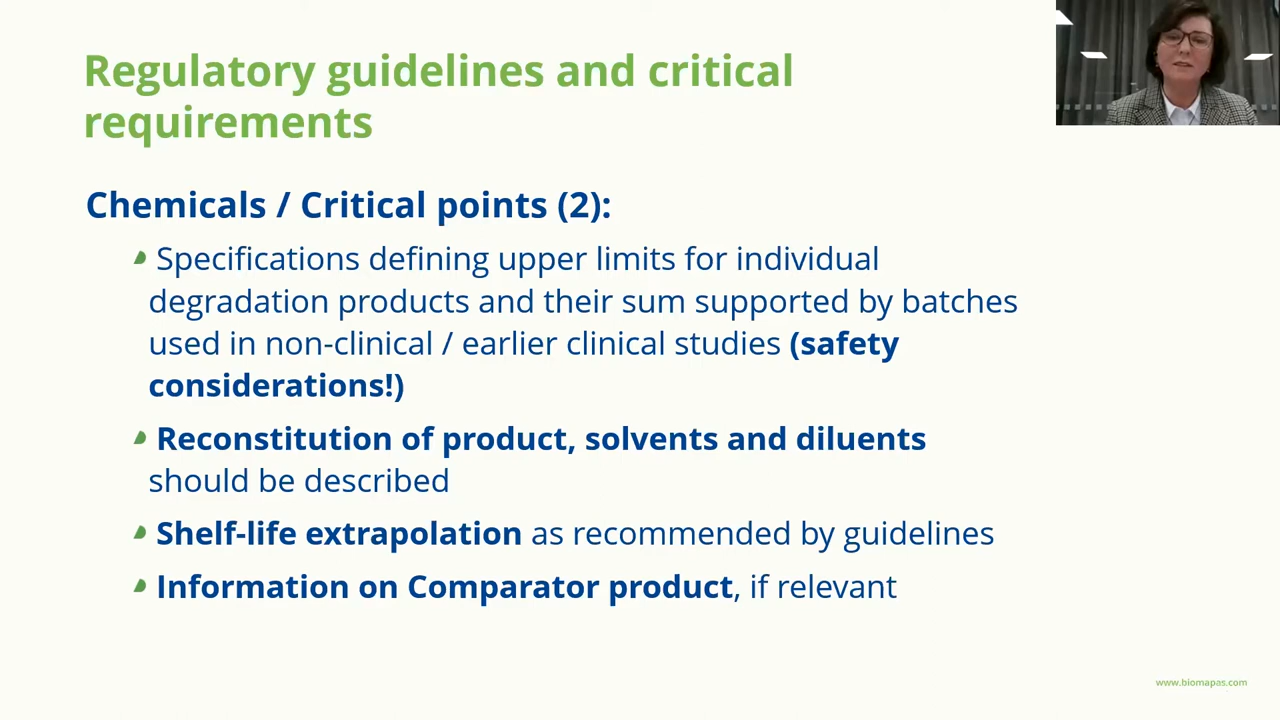 Regulatory guidelines and critical
requirements
Chemicals / Critical points (2):
Specifications defining upper limits for individual
degradation products and their sum supported by batches
used in non-clinical / earlier clinical studies (safety
considerations!)
Reconstitution of product, solvents and diluents
should be described
Shelf-life extrapolation as recommended by guidelines
Information on Comparator product, if relevant
www.biomapas.com